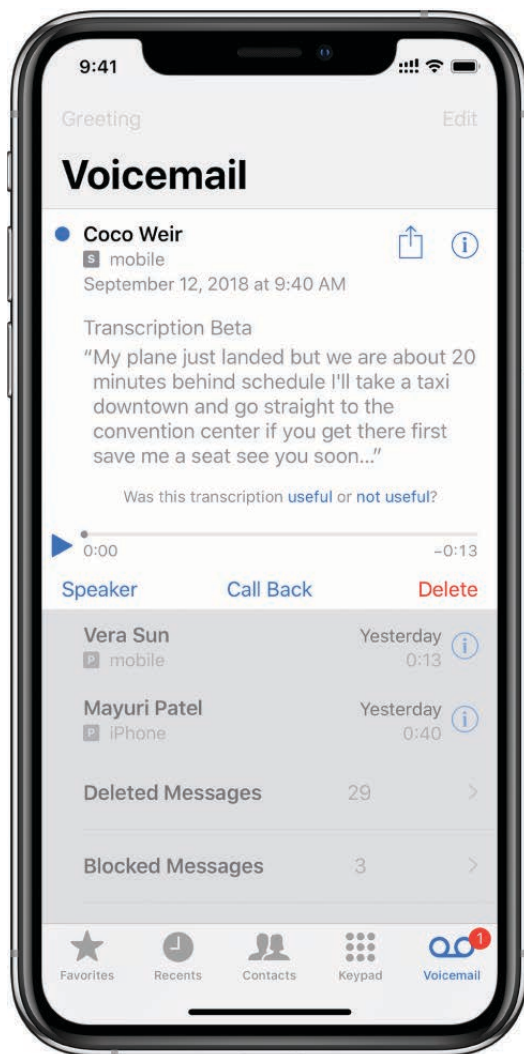 9:41
Greeting Edit
Voicemail
Coco Weir
S mobile
September 12, 2018 at 9:40 AM
Transcription Beta
“My plane just landed but we are about 20
minutes behind schedule I'll take a taxi
downtown and go straight to the
convention center if you get there first
save me a seat see you soon...”
Was this transcription useful or not useful?
0:00 −0:13
Speaker Call Back Delete
Vera Sun Yesterday
P mobile 0:13
Mayuri Patel Yesterday
P iPhone 0:40
Deleted Messages 29
Blocked Messages 3
1
Favorites Recents Contacts Keypad Voicemail